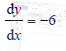 dy/dx = −6